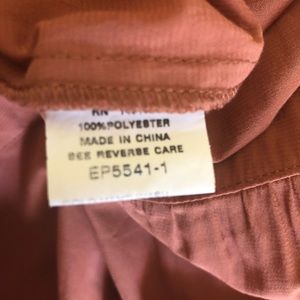 RN
100%POLYESTER
MADE IN CHINA
SEE REVERSE CARE
EP5541-1